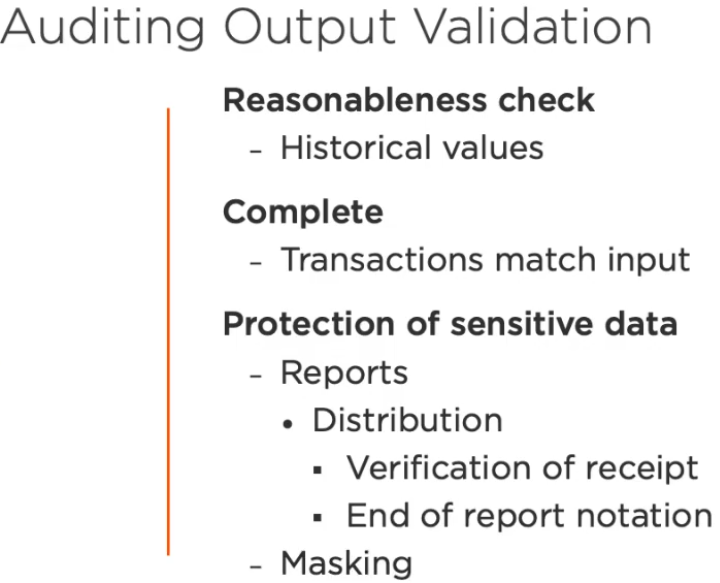 Auditing Output Validation
Reasonableness check
– Historical values
Complete
– Transactions match input
Protection of sensitive data
– Reports
• Distribution
▪ Verification of receipt
▪ End of report notation
– Masking